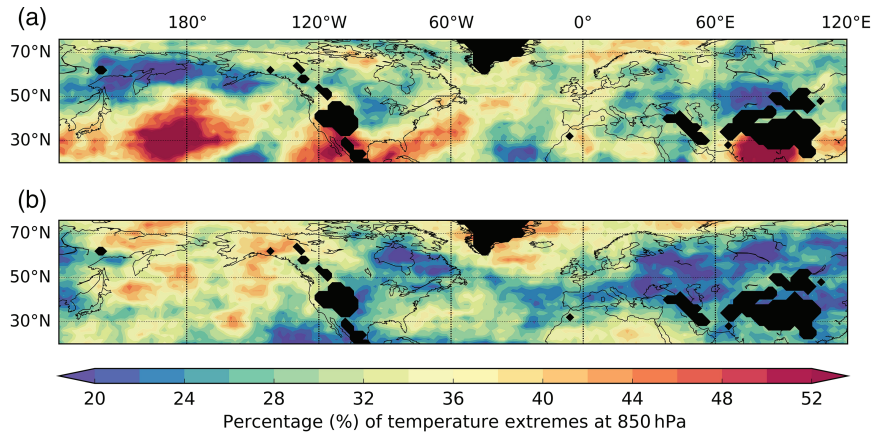 (a)
180° 120°W 60°W 0° 60°E 120°E
70°N
50°N
30°N
(b)
70°N
50°N
30°N
20 24 28 32 36 40 44 48 52
Percentage (%) of temperature extremes at 850 hPa